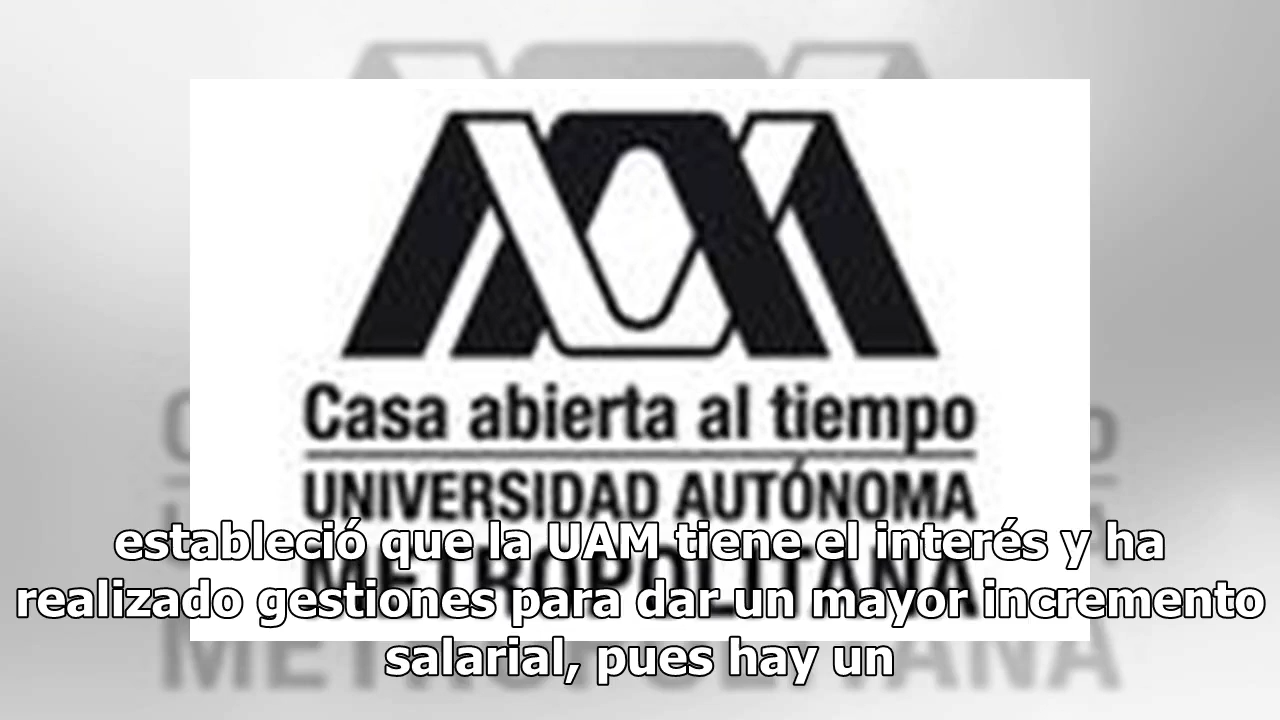 Casa abierta al tiempo
UNIVERSIDAD AUTÓNOMA
METROPOLITANA
estableció que la UAM tiene el interés y ha
realizado gestiones para dar un mayor incremento
salarial, pues hay un